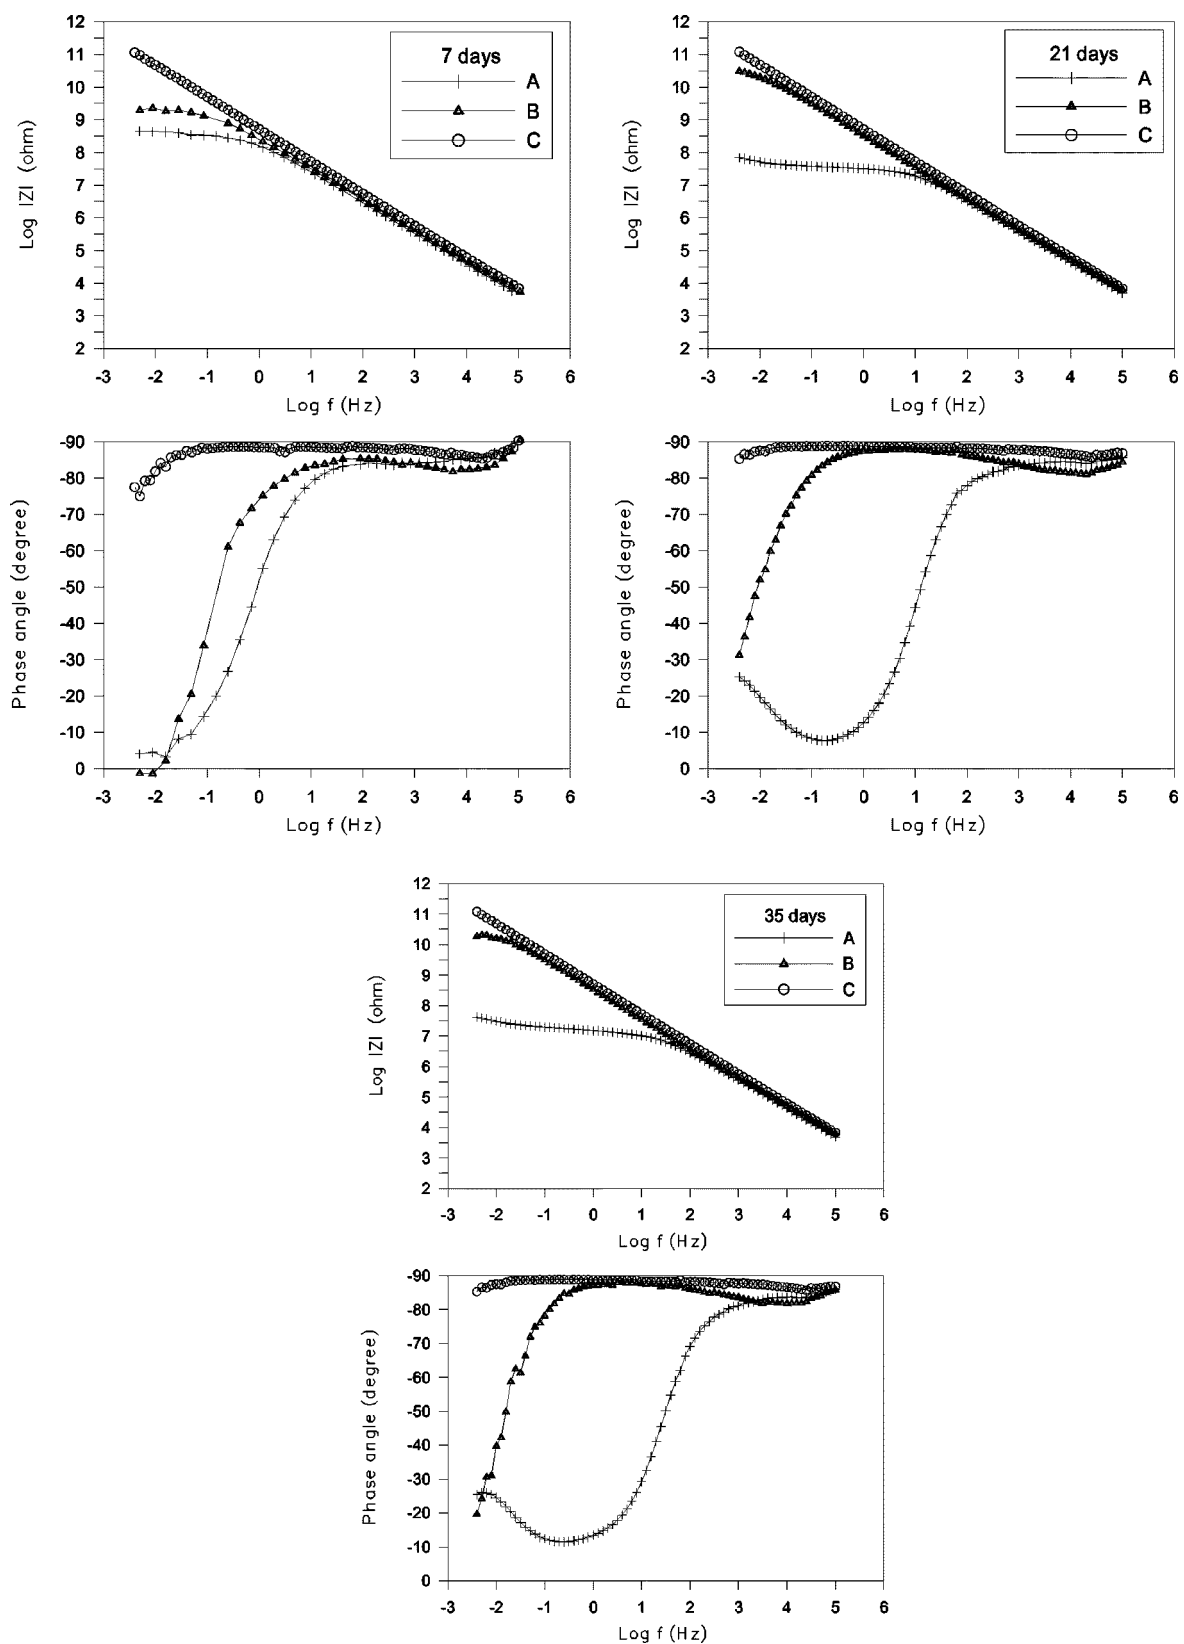 12
11
10
9
8
7
6
5
4
3
2
Log |Z| (ohm)
7 days
A
B
C
-3 -2 -1 0 1 2 3 4 5 6
Log f (Hz)
12
11
10
9
8
7
6
5
4
3
2
Log |Z| (ohm)
21 days
A
B
C
-3 -2 -1 0 1 2 3 4 5 6
Log f (Hz)
-90
-80
-70
-60
-50
-40
-30
-20
-10
0
Phase angle (degree)
-3 -2 -1 0 1 2 3 4 5 6
Log f (Hz)
-90
-80
-70
-60
-50
-40
-30
-20
-10
0
Phase angle (degree)
-3 -2 -1 0 1 2 3 4 5 6
Log f (Hz)
12
11
10
9
8
7
6
5
4
3
2
Log |Z| (ohm)
35 days
A
B
C
-3 -2 -1 0 1 2 3 4 5 6
Log f (Hz)
-90
-80
-70
-60
-50
-40
-30
-20
-10
0
Phase angle (degree)
-3 -2 -1 0 1 2 3 4 5 6
Log f (Hz)